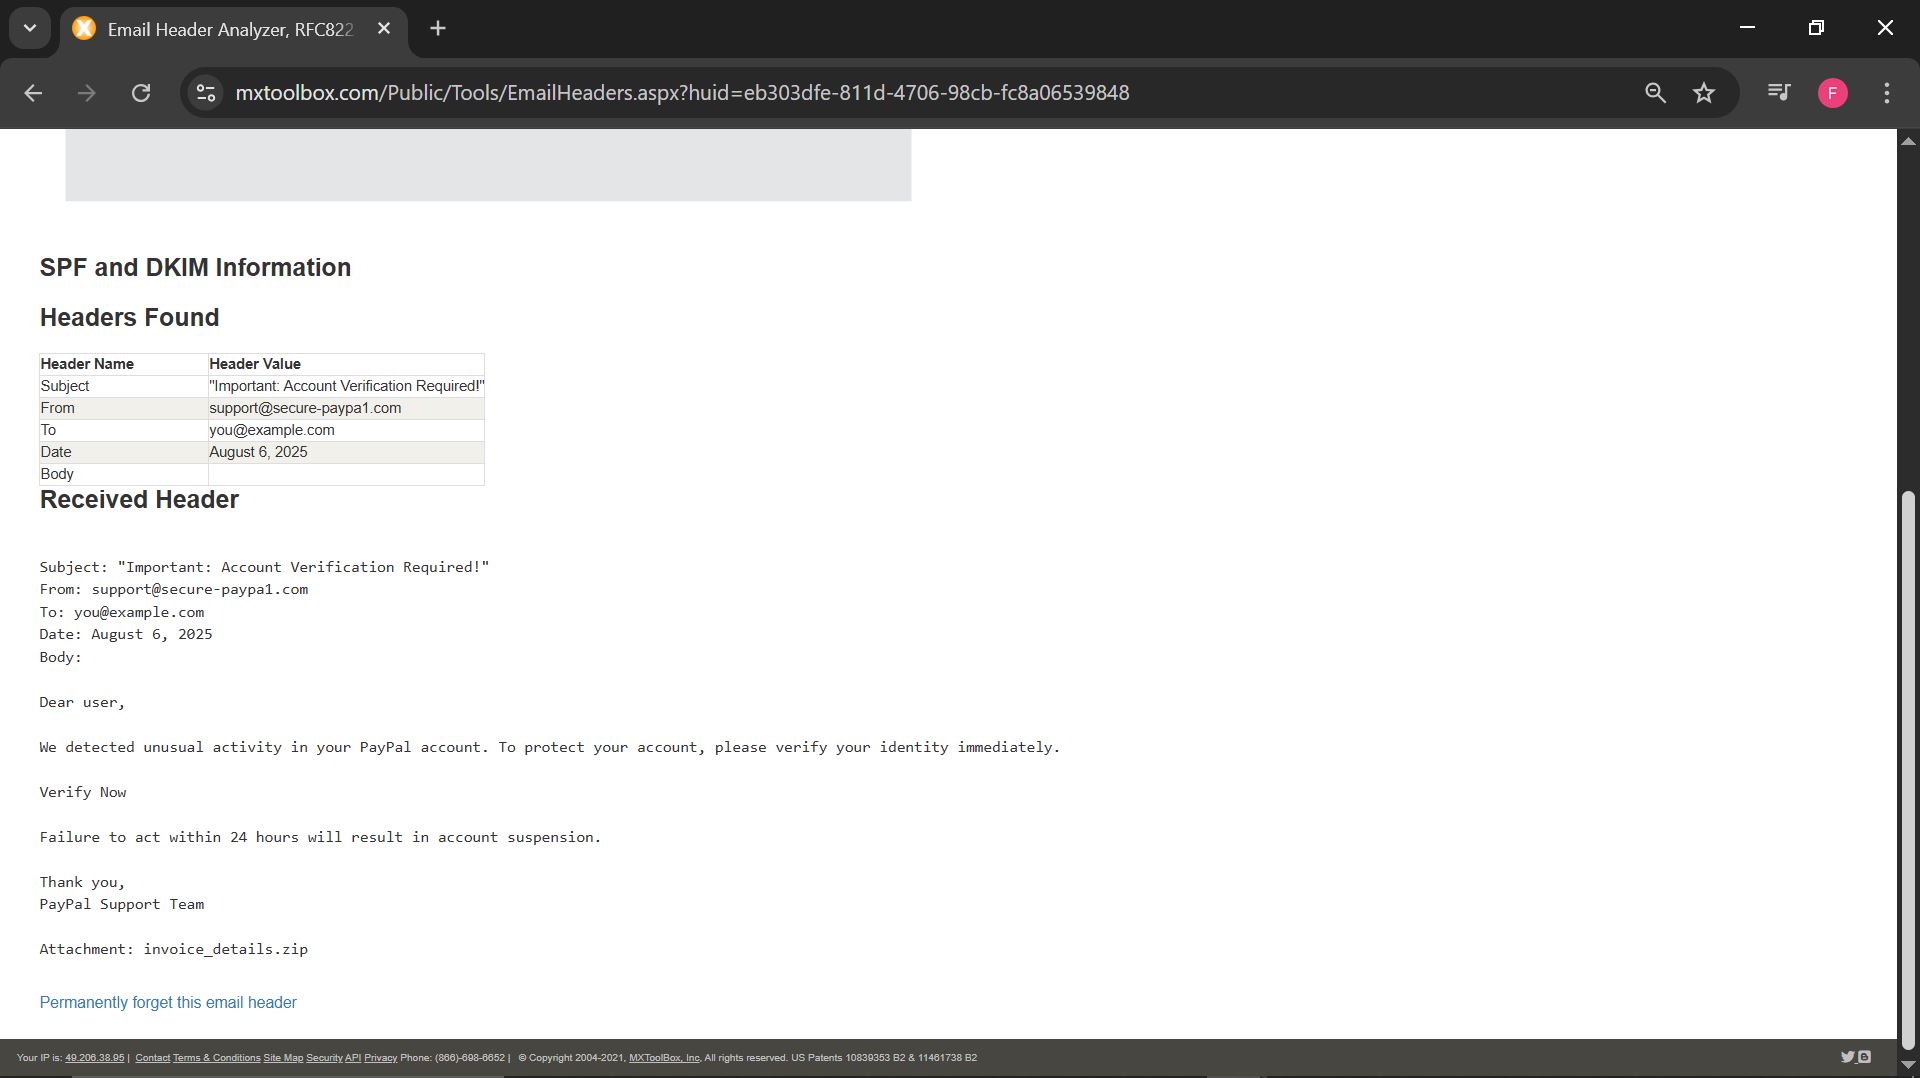 Email Header Analyzer, RFC822
mxtoolbox.com/Public/Tools/EmailHeaders.aspx?huid=eb303dfe-811d-4706-98cb-fc8a06539848
F
SPF and DKIM Information
Headers Found
Header Name Header Value
Subject "Important: Account Verification Required!"
From support@secure-paypa1.com
To you@example.com
Date August 6, 2025
Body
Received Header
Subject: "Important: Account Verification Required!"
From: support@secure-paypa1.com
To: you@example.com
Date: August 6, 2025
Body:
Dear user,
We detected unusual activity in your PayPal account. To protect your account, please verify your identity immediately.
Verify Now
Failure to act within 24 hours will result in account suspension.
Thank you,
PayPal Support Team
Attachment: invoice_details.zip
Permanently forget this email header
Your IP is: 49.206.38.95 | Contact Terms & Conditions Site Map Security API Privacy Phone: (866)-698-6652 | © Copyright 2004-2021, MXToolBox, Inc, All rights reserved. US Patents 10839353 B2 & 11461738 B2